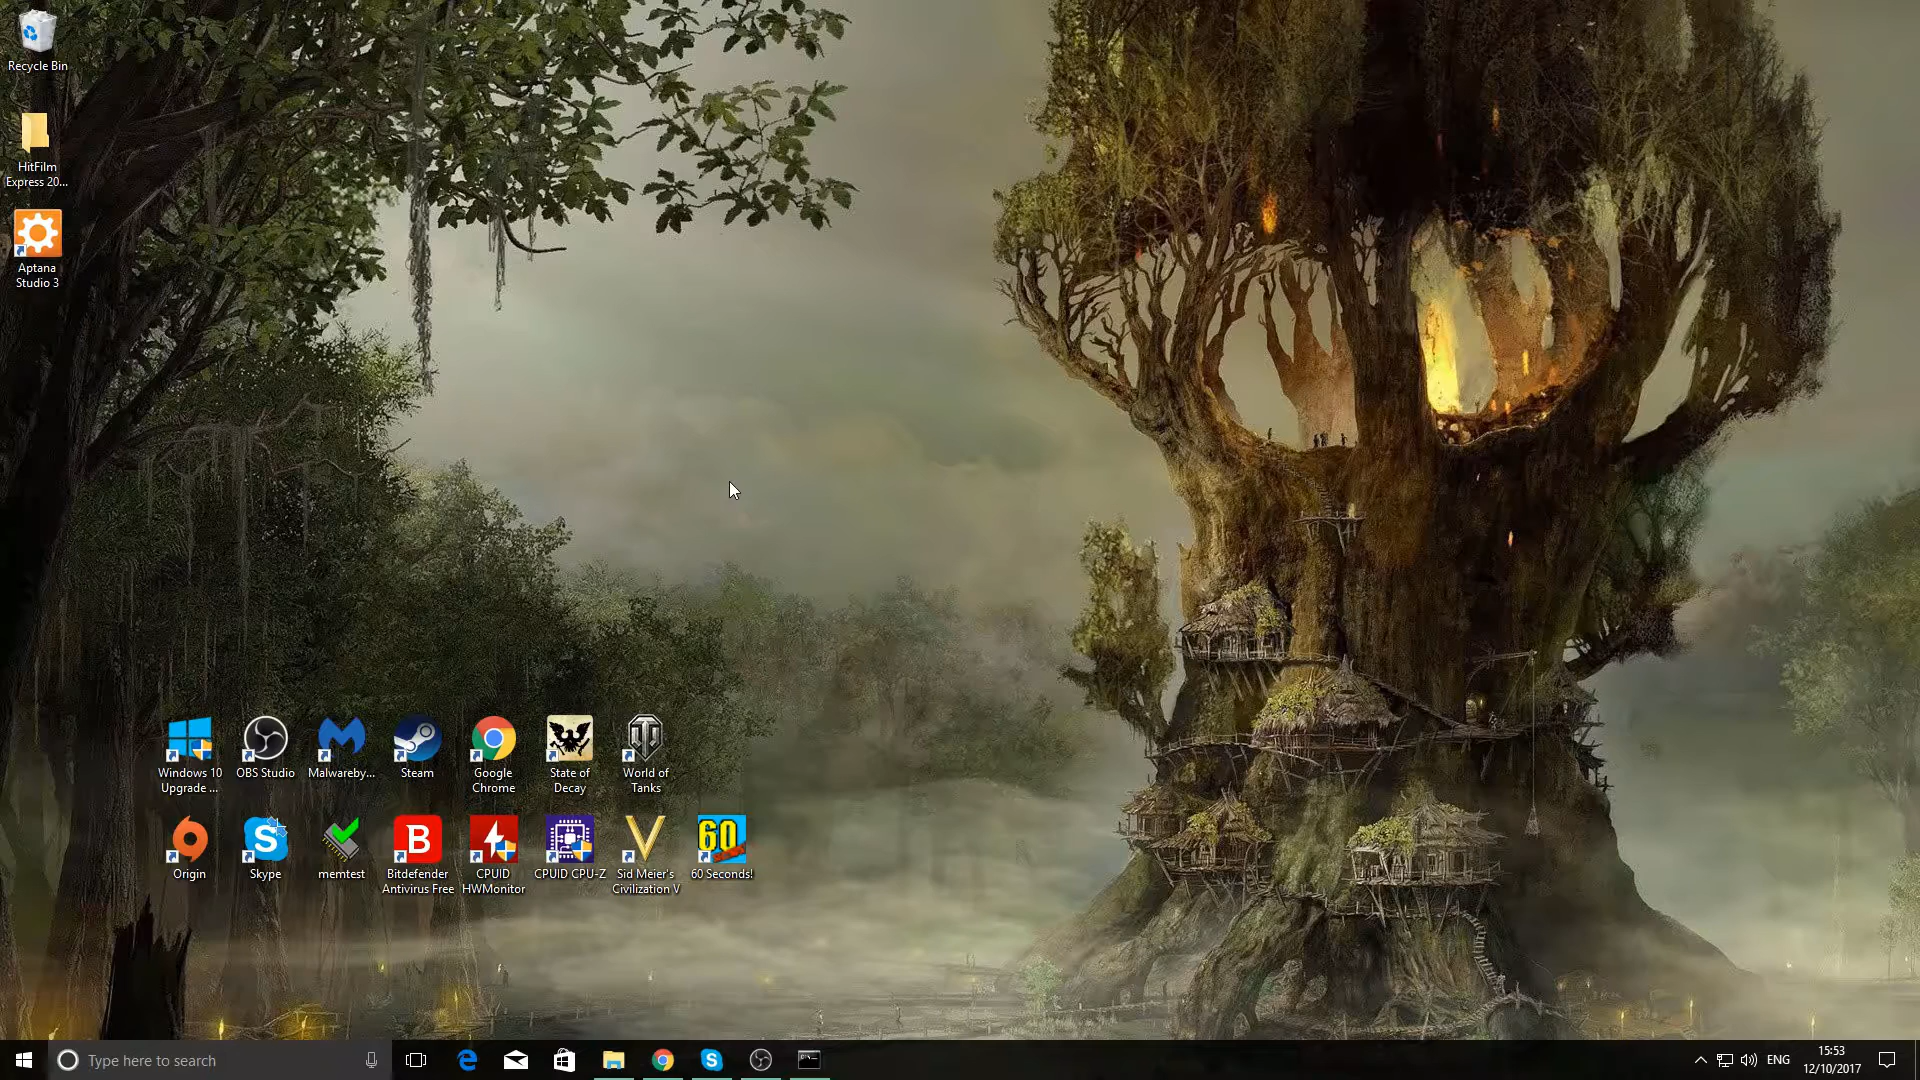 Recycle Bin
HitFilm
Express 20...
Aptana
Studio 3
Windows 10
Upgrade ...
OBS Studio
Malwareby...
Steam
Google
Chrome
State of
Decay
World of
Tanks
Origin
Skype
memtest
B
Bitdefender
Antivirus Free
CPUID
HWMonitor
CPUID CPU-Z
Sid Meier's
Civilization V
60
60 Seconds!
Type here to search
ENG
15:53
12/10/2017